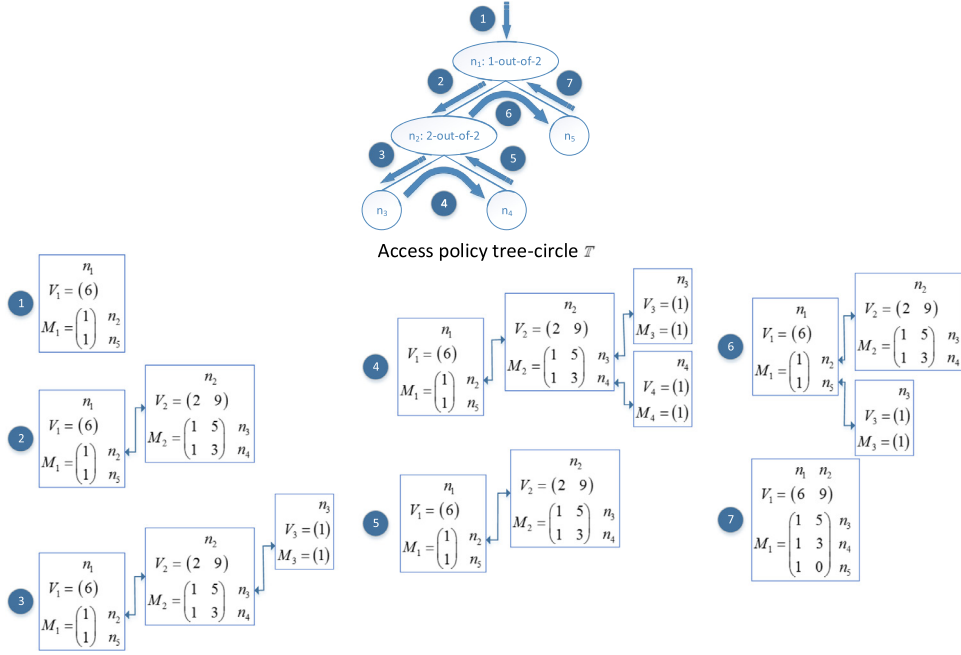 1
n₁: 1-out-of-2
2
7
6
n₂: 2-out-of-2
n₅
3
5
4
n₃
n₄
Access policy tree-circle 𝕋
1
n₁
V₁ = (6)
M₁ = (1 1) n₂ n₅
2
n₁
V₁ = (6)
M₁ = (1 1) n₂ n₅
n₂
V₂ = (2 9)
M₂ = (1 5 1 3) n₃ n₄
3
n₁
V₁ = (6)
M₁ = (1 1) n₂ n₅
n₂
V₂ = (2 9)
M₂ = (1 5 1 3) n₃ n₄
n₃
V₃ = (1)
M₃ = (1)
4
n₁
V₁ = (6)
M₁ = (1 1) n₂ n₅
n₂
V₂ = (2 9)
M₂ = (1 5 1 3) n₃ n₄
n₃
V₃ = (1)
M₃ = (1)
n₄
V₄ = (1)
M₄ = (1)
5
n₁
V₁ = (6)
M₁ = (1 1) n₂ n₅
n₂
V₂ = (2 9)
M₂ = (1 5 1 3) n₃ n₄
6
n₁
V₁ = (6)
M₁ = (1 1) n₂ n₅
n₂
V₂ = (2 9)
M₂ = (1 5 1 3) n₃ n₄
n₃
V₃ = (1)
M₃ = (1)
7
n₁ n₂
V₁ = (6 9)
M₁ = (1 5 1 3 1 0) n₃ n₄ n₅